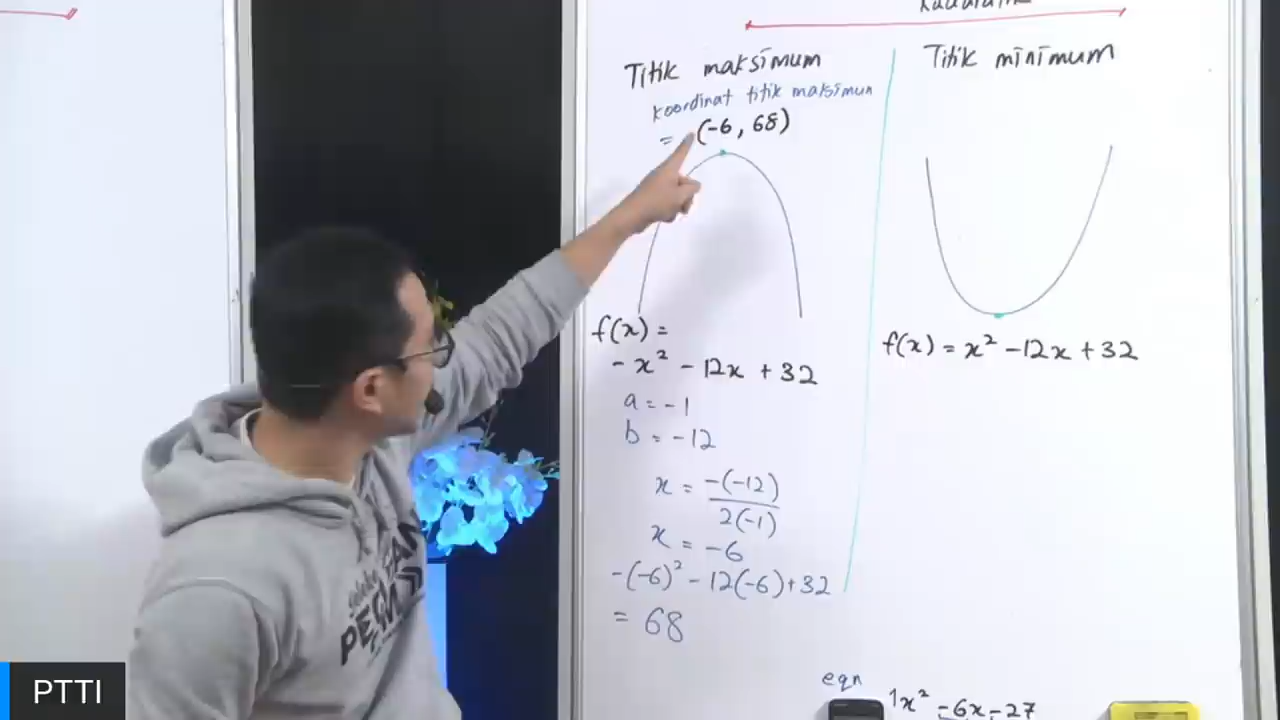 Titik maksimum
koordinat titik maksimum
= (-6, 68)
f(x) =
- x² - 12x + 32
a = -1
b = -12
x = -(-12) / 2(-1)
x = -6
-(-6)² - 12(-6) + 32
= 68
Titik minimum
f(x) = x² - 12x + 32
eqn
1x² - 6x - 27
PTTI